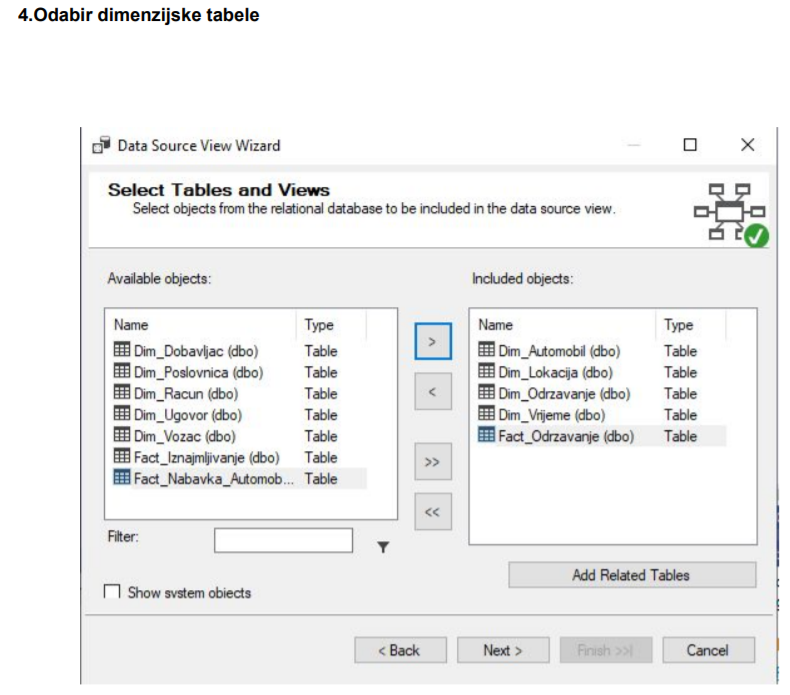 4.Odabir dimenzijske tabele
Data Source View Wizard
Select Tables and Views
Select objects from the relational database to be included in the data source view.
Available objects:
Name Type
Dim_Dobavljac (dbo) Table
Dim_Poslovnica (dbo) Table
Dim_Racun (dbo) Table
Dim_Ugovor (dbo) Table
Dim_Vozac (dbo) Table
Fact_Iznajmljivanje (dbo) Table
Fact_Nabavka_Automob... Table
Filter:
Show system objects
>
<
>>
<<
Included objects:
Name Type
Dim_Automobil (dbo) Table
Dim_Lokacija (dbo) Table
Dim_Odrzavanje (dbo) Table
Dim_Vrijeme (dbo) Table
Fact_Odrzavanje (dbo) Table
Add Related Tables
< Back Next > Finish >>| Cancel